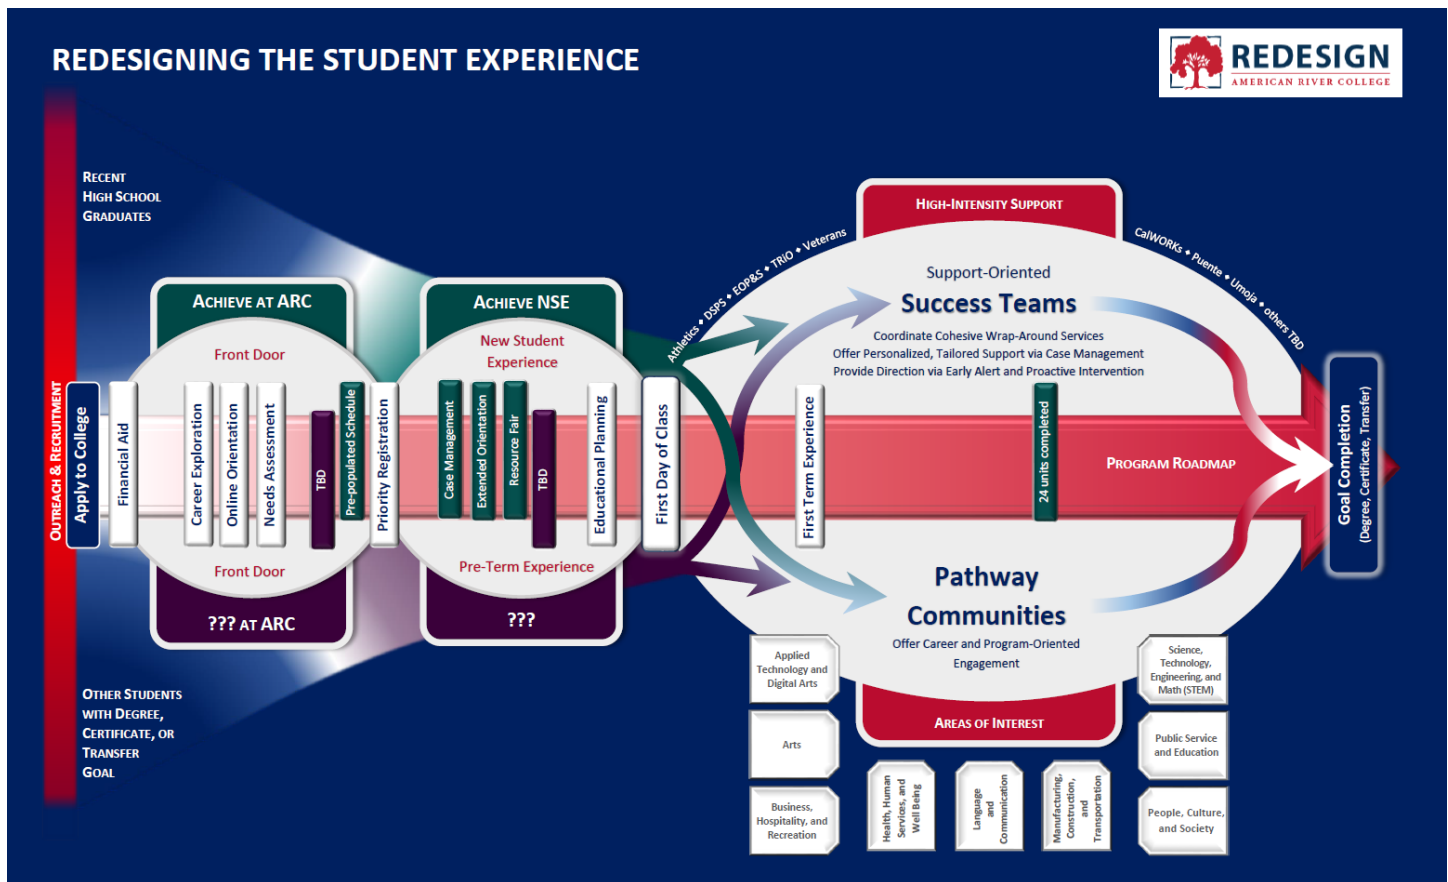 REDESIGNING THE STUDENT EXPERIENCE
REDESIGN
AMERICAN RIVER COLLEGE
OUTREACH & RECRUITMENT
RECENT
HIGH SCHOOL
GRADUATES
OTHER STUDENTS
WITH DEGREE,
CERTIFICATE, OR
TRANSFER
GOAL
Apply to College
Financial Aid
ACHIEVE AT ARC
Front Door
Career Exploration
Online Orientation
Needs Assessment
TBD
Pre-populated Schedule
Priority Registration
Front Door
??? AT ARC
ACHIEVE NSE
New Student
Experience
Case Management
Extended Orientation
Resource Fair
TBD
Educational Planning
Pre-Term Experience
???
First Day of Class
HIGH-INTENSITY SUPPORT
Athletics ♦ DSPS ♦ EOP&S ♦ TRiO ♦ Veterans
CalWORKs ♦ Puente ♦ Umoja ♦ others TBD
Support-Oriented
Success Teams
Coordinate Cohesive Wrap-Around Services
Offer Personalized, Tailored Support via Case Management
Provide Direction via Early Alert and Proactive Intervention
First Term Experience
24 units completed
PROGRAM ROADMAP
Goal Completion
(Degree, Certificate, Transfer)
Pathway
Communities
Offer Career and Program-Oriented
Engagement
AREAS OF INTEREST
Applied
Technology and
Digital Arts
Arts
Business,
Hospitality, and
Recreation
Health, Human
Services, and
Well Being
Language
and
Communication
Manufacturing,
Construction,
and
Transportation
Science,
Technology,
Engineering, and
Math (STEM)
Public Service
and Education
People, Culture,
and Society